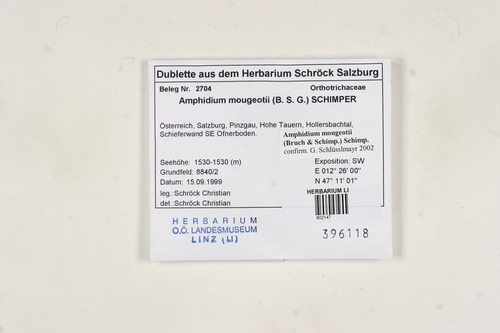 Dublette aus dem Herbarium Schröck Salzburg
Beleg Nr. 2704 Orthotrichaceae
Amphidium mougeotii (B. S. G.) SCHIMPER
Österreich, Salzburg, Pinzgau, Hohe Tauern, Hollersbachtal,
Schieferwand SE Ofnerboden.
Amphidium mougeotii
(Bruch & Schimp.) Schimp.
confirm. G. Schlüsslmayr 2002
Seehöhe: 1530-1530 (m) Exposition: SW
Grundfeld: 8840/2 E 012° 26' 00"
Datum: 15.09.1999 N 47° 11' 01"
leg.:Schröck Christian
det.:Schröck Christian
HERBARIUM LI
802147
HERBARIUM
O.Ö. LANDESMUSEUM
LINZ (LI)
396118